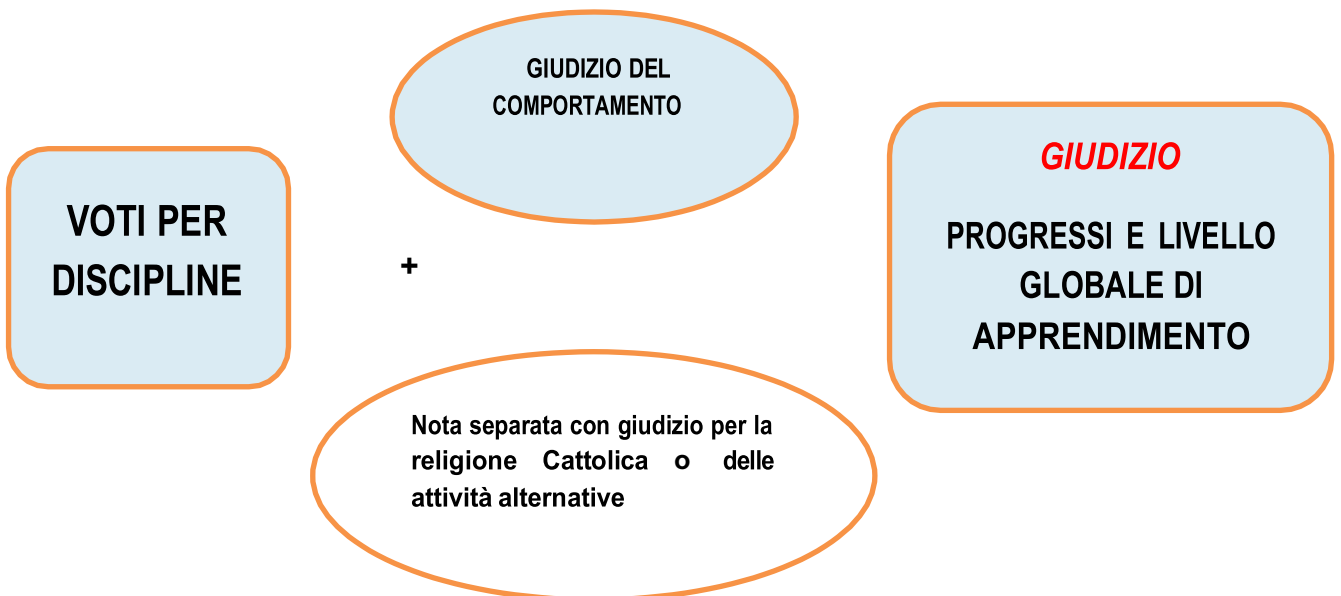 VOTI PER
DISCIPLINE
GIUDIZIO DEL
COMPORTAMENTO
+
Nota separata con giudizio per la
religione Cattolica o delle
attività alternative
GIUDIZIO
PROGRESSI E LIVELLO
GLOBALE DI
APPRENDIMENTO